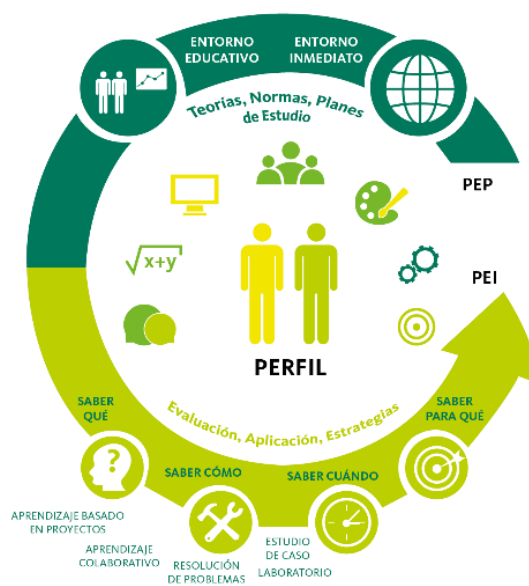 ENTORNO
EDUCATIVO
ENTORNO
INMEDIATO
Teorías, Normas, Planes
de Estudio
PEP
√x+y
PEI
PERFIL
Evaluación, Aplicación, Estrategias
SABER
QUÉ
SABER CÓMO
SABER CUÁNDO
SABER
PARA QUÉ
?
APRENDIZAJE BASADO
EN PROYECTOS
APRENDIZAJE
COLABORATIVO
RESOLUCIÓN
DE PROBLEMAS
ESTUDIO
DE CASO
LABORATORIO